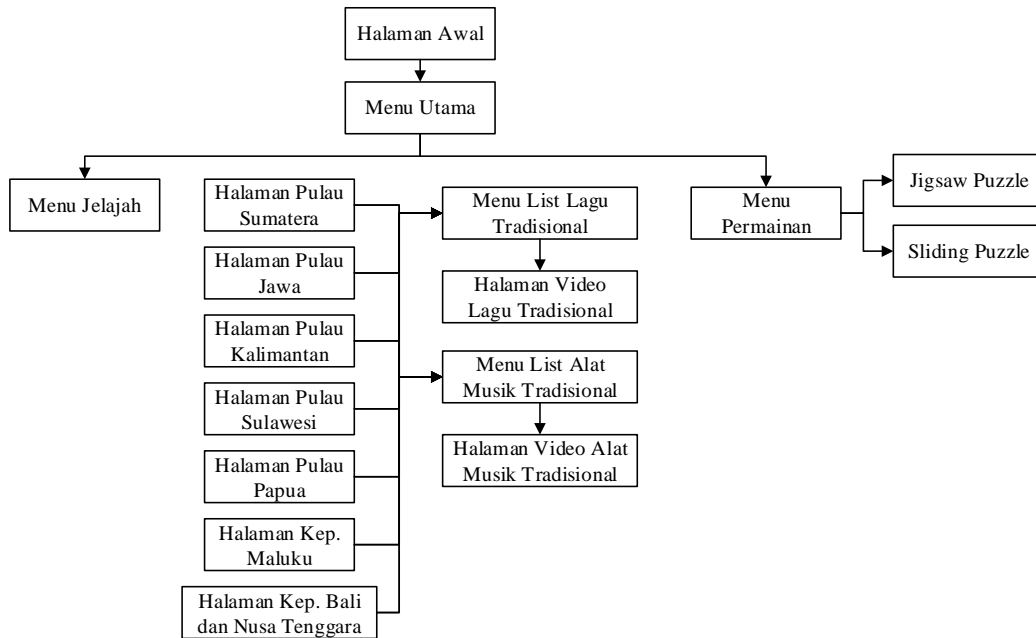 Halaman Awal
Menu Utama
Menu Jelajah
Halaman Pulau
Sumatera
Halaman Pulau
Jawa
Halaman Pulau
Kalimantan
Halaman Pulau
Sulawesi
Halaman Pulau
Papua
Halaman Kep.
Maluku
Halaman Kep. Bali
dan Nusa Tenggara
Menu List Lagu
Tradisional
Halaman Video
Lagu Tradisional
Menu List Alat
Musik Tradisional
Halaman Video Alat
Musik Tradisional
Menu
Permainan
Jigsaw Puzzle
Sliding Puzzle